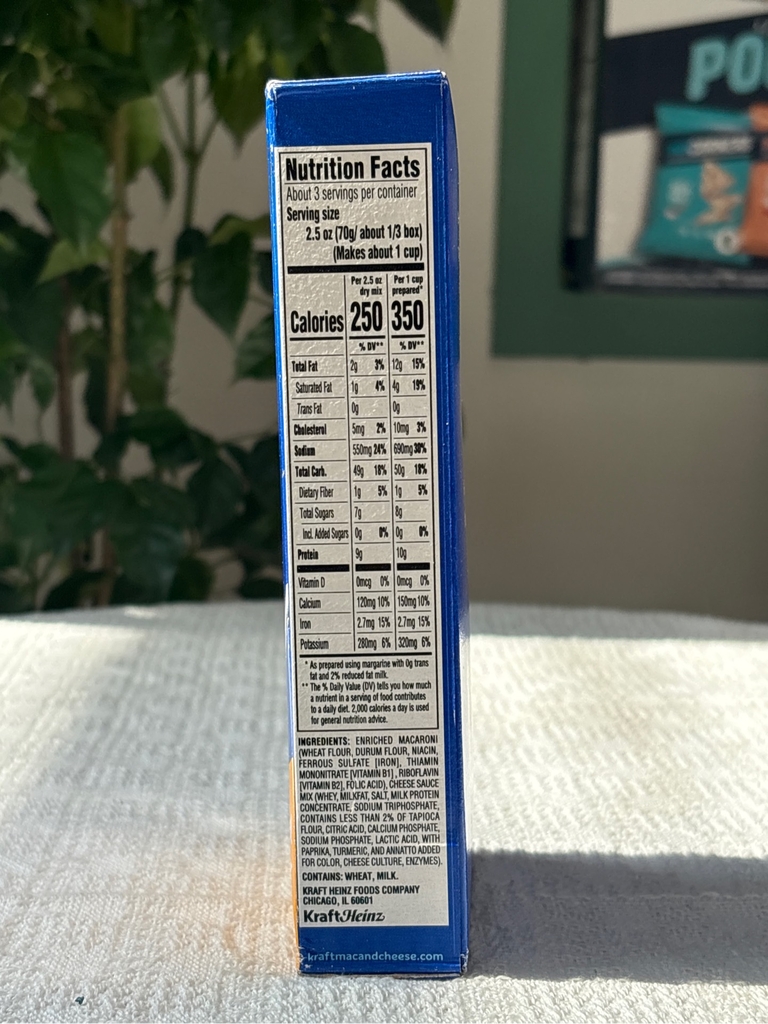 PO
Nutrition Facts
About 3 servings per container
Serving size
2.5 oz (70g/ about 1/3 box)
(Makes about 1 cup)
Per 2.5 oz dry mix Per 1 cup prepared*
Calories 250 350
% DV** % DV**
Total Fat 2g 3% 12g 15%
Saturated Fat 1g 4% 4g 19%
Trans Fat 0g 0g
Cholesterol 5mg 2% 10mg 3%
Sodium 550mg 24% 690mg 30%
Total Carb. 49g 18% 50g 18%
Dietary Fiber 1g 5% 1g 5%
Total Sugars 7g 8g
Incl. Added Sugars 0g 0% 0g 0%
Protein 9g 10g
Vitamin D 0mcg 0% 0mcg 0%
Calcium 120mg 10% 150mg 10%
Iron 2.7mg 15% 2.7mg 15%
Potassium 280mg 6% 320mg 6%
* As prepared using margarine with 0g trans
fat and 2% reduced fat milk.
** The % Daily Value (DV) tells you how much
a nutrient in a serving of food contributes
to a daily diet. 2,000 calories a day is used
for general nutrition advice.
INGREDIENTS: ENRICHED MACARONI
(WHEAT FLOUR, DURUM FLOUR, NIACIN,
FERROUS SULFATE [IRON], THIAMIN
MONONITRATE [VITAMIN B1], RIBOFLAVIN
[VITAMIN B2], FOLIC ACID), CHEESE SAUCE
MIX (WHEY, MILKFAT, SALT, MILK PROTEIN
CONCENTRATE, SODIUM TRIPHOSPHATE,
CONTAINS LESS THAN 2% OF TAPIOCA
FLOUR, CITRIC ACID, CALCIUM PHOSPHATE,
SODIUM PHOSPHATE, LACTIC ACID, WITH
PAPRIKA, TURMERIC, AND ANNATTO ADDED
FOR COLOR, CHEESE CULTURE, ENZYMES).
CONTAINS: WHEAT, MILK.
KRAFT HEINZ FOODS COMPANY
CHICAGO, IL 60601
KraftHeinz
kraftmacandcheese.com